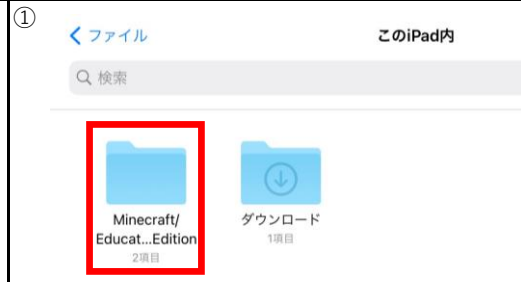 ①
ファイル
このiPad内
検索
Minecraft/
Educat...Edition
2項目
ダウンロード
1項目